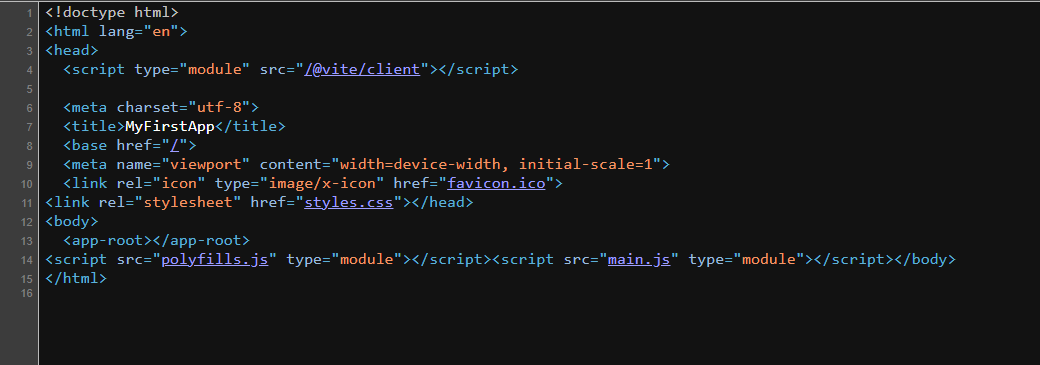 1 <!doctype html>
2 <html lang="en">
3 <head>
4   <script type="module" src="/@vite/client"></script>
5
6   <meta charset="utf-8">
7   <title>MyFirstApp</title>
8   <base href="/">
9   <meta name="viewport" content="width=device-width, initial-scale=1">
10   <link rel="icon" type="image/x-icon" href="favicon.ico">
11 <link rel="stylesheet" href="styles.css"></head>
12 <body>
13   <app-root></app-root>
14 <script src="polyfills.js" type="module"></script><script src="main.js" type="module"></script></body>
15 </html>
16